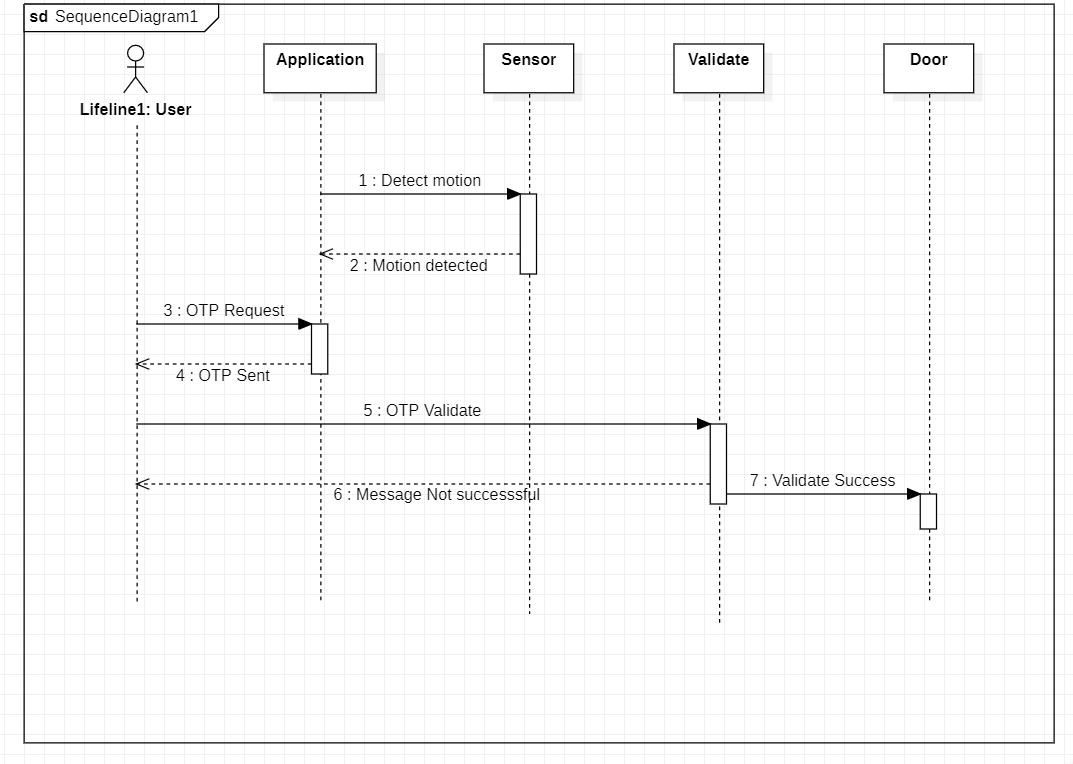 sd SequenceDiagram1
Application
Sensor
Validate
Door
Lifeline1: User
1 : Detect motion
2 : Motion detected
3 : OTP Request
4 : OTP Sent
5 : OTP Validate
7 : Validate Success
6 : Message Not successsful